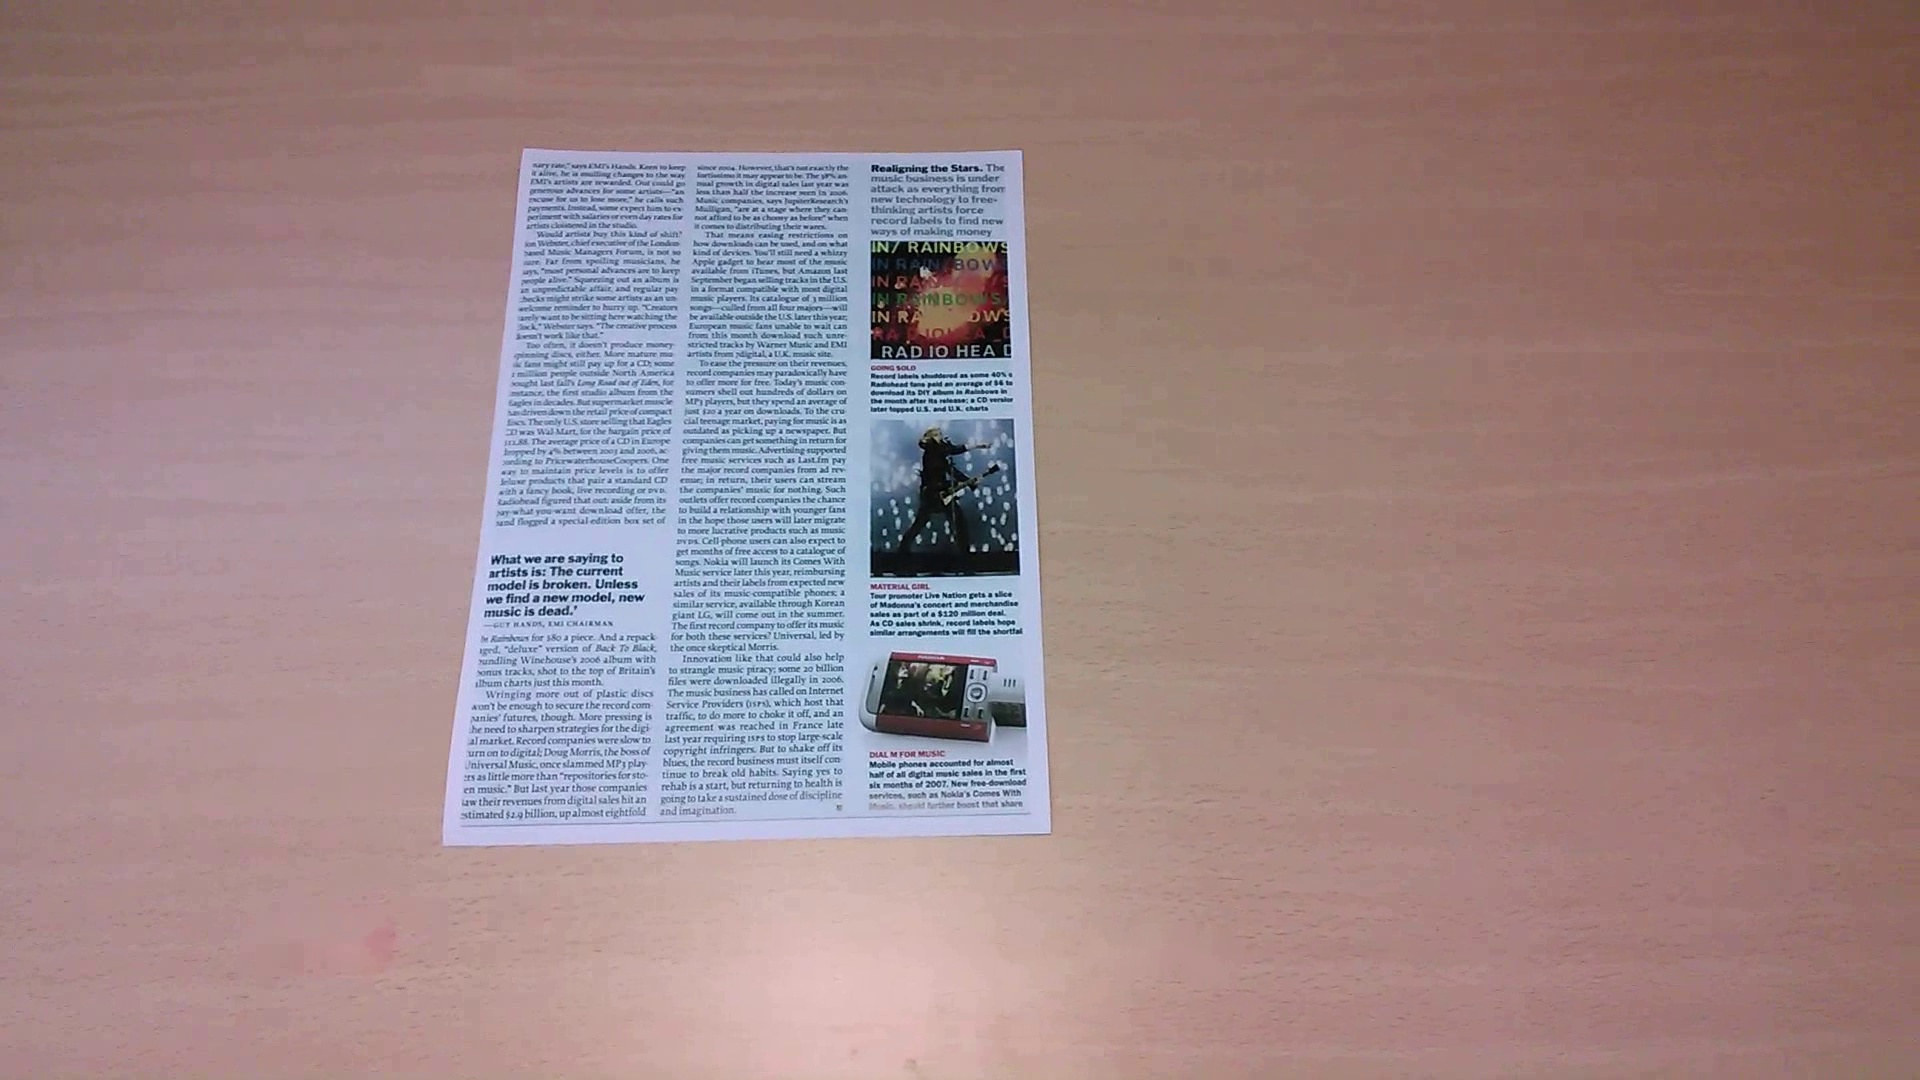 nary rate," says EMI's Hands. Keen to keep
it alive, he is mulling changes to the way
EMI's artists are rewarded. Out could go
generous advances for some artists—"an
excuse for us to lose more," he calls such
payments. Instead, some expect him to ex-
periment with salaries or even day rates for
artists cloistered in the studio.
Would artists buy this kind of shift?
Jon Webster, chief executive of the London-
based Music Managers Forum, is not so
sure. Far from spoiling musicians, he
says, "most personal advances are to keep
people alive." Squeezing out an album is
an unpredictable affair, and regular pay
checks might strike some artists as an un-
welcome reminder to hurry up. "Creators
rarely want to be sitting here watching the
clock," Webster says. "The creative process
doesn't work like that."
Too often, it doesn't produce money-
spinning discs, either. More mature mu-
sic fans might still pay up for a CD; some
million people outside North America
bought last fall's Long Road out of Eden, for
instance, the first studio album from the
Eagles in decades. But supermarket muscle
has driven down the retail price of compact
discs. The only U.S. store selling that Eagles
CD was Wal-Mart, for the bargain price of
$11.88. The average price of a CD in Europe
dropped by 4% between 2003 and 2006, ac-
cording to PricewaterhouseCoopers. One
way to maintain price levels is to offer
deluxe products that pair a standard CD
with a fancy book, live recording or DVD.
Radiohead figured that out: aside from its
pay-what-you-want download offer, the
band flogged a special-edition box set of
What we are saying to
artists is: The current
model is broken. Unless
we find a new model, new
music is dead.'
—GUY HANDS, EMI CHAIRMAN
In Rainbows for $80 a piece. And a repack-
aged, "deluxe" version of Back To Black,
bundling Winehouse's 2006 album with
bonus tracks, shot to the top of Britain's
album charts just this month.
Wringing more out of plastic discs
won't be enough to secure the record com-
panies' futures, though. More pressing is
the need to sharpen strategies for the digi-
tal market. Record companies were slow to
turn on to digital; Doug Morris, the boss of
Universal Music, once slammed MP3 play-
ers as little more than "repositories for sto-
en music." But last year those companies
saw their revenues from digital sales hit an
estimated $2.9 billion, up almost eightfold
since 2004. However, that's not exactly the
fortissimo it may appear to be. The 38% an-
nual growth in digital sales last year was
less than half the increase seen in 2006.
Music companies, says JupiterResearch's
Mulligan, "are at a stage where they can-
not afford to be as choosy as before" when
it comes to distributing their wares.
That means easing restrictions on
how downloads can be used, and on what
kind of devices. You'll still need a whizzy
Apple gadget to hear most of the music
available from iTunes, but Amazon last
September began selling tracks in the U.S.
in a format compatible with most digital
music players. Its catalogue of 3 million
songs—culled from all four majors—will
be available outside the U.S. later this year;
European music fans unable to wait can
from this month download such unre-
stricted tracks by Warner Music and EMI
artists from 7digital, a U.K. music site.
To ease the pressure on their revenues,
record companies may paradoxically have
to offer more for free. Today's music con-
sumers shell out hundreds of dollars on
MP3 players, but they spend an average of
just $20 a year on downloads. To the cru-
cial teenage market, paying for music is as
outdated as picking up a newspaper. But
companies can get something in return for
giving them music. Advertising-supported
free music services such as Last.fm pay
the major record companies from ad rev-
enue; in return, their users can stream
the companies' music for nothing. Such
outlets offer record companies the chance
to build a relationship with younger fans
in the hope those users will later migrate
to more lucrative products such as music
DVDs. Cell-phone users can also expect to
get months of free access to a catalogue of
songs. Nokia will launch its Comes With
Music service later this year, reimbursing
artists and their labels from expected new
sales of its music-compatible phones; a
similar service, available through Korean
giant LG, will come out in the summer.
The first record company to offer its music
for both these services? Universal, led by
the once skeptical Morris.
Innovation like that could also help
to strangle music piracy; some 20 billion
files were downloaded illegally in 2006.
The music business has called on Internet
Service Providers (ISPs), which host that
traffic, to do more to choke it off, and an
agreement was reached in France late
last year requiring ISPs to stop large-scale
copyright infringers. But to shake off its
blues, the record business must itself con-
tinue to break old habits. Saying yes to
rehab is a start, but returning to health is
going to take a sustained dose of discipline
and imagination.
Realigning the Stars. The
music business is under
attack as everything from
new technology to free-
thinking artists force
record labels to find new
ways of making money
IN/ RAINBOWS
IN RAIN/BOWS
IN RAINBOWS
IN RAINBOWS
IN RAINBOWS
RADIOHEA_D
RAD IO HEA D
GOING SOLO
Record labels shuddered as some 40% o
Radiohead fans paid an average of $6 to
download its DIY album In Rainbows in
the month after its release; a CD version
later topped U.S. and U.K. charts
MATERIAL GIRL
Tour promoter Live Nation gets a slice
of Madonna's concert and merchandise
sales as part of a $120 million deal.
As CD sales shrink, record labels hope
similar arrangements will fill the shortfal
DIAL M FOR MUSIC
Mobile phones accounted for almost
half of all digital music sales in the first
six months of 2007. New free-download
services, such as Nokia's Comes With
Music, should further boost that share